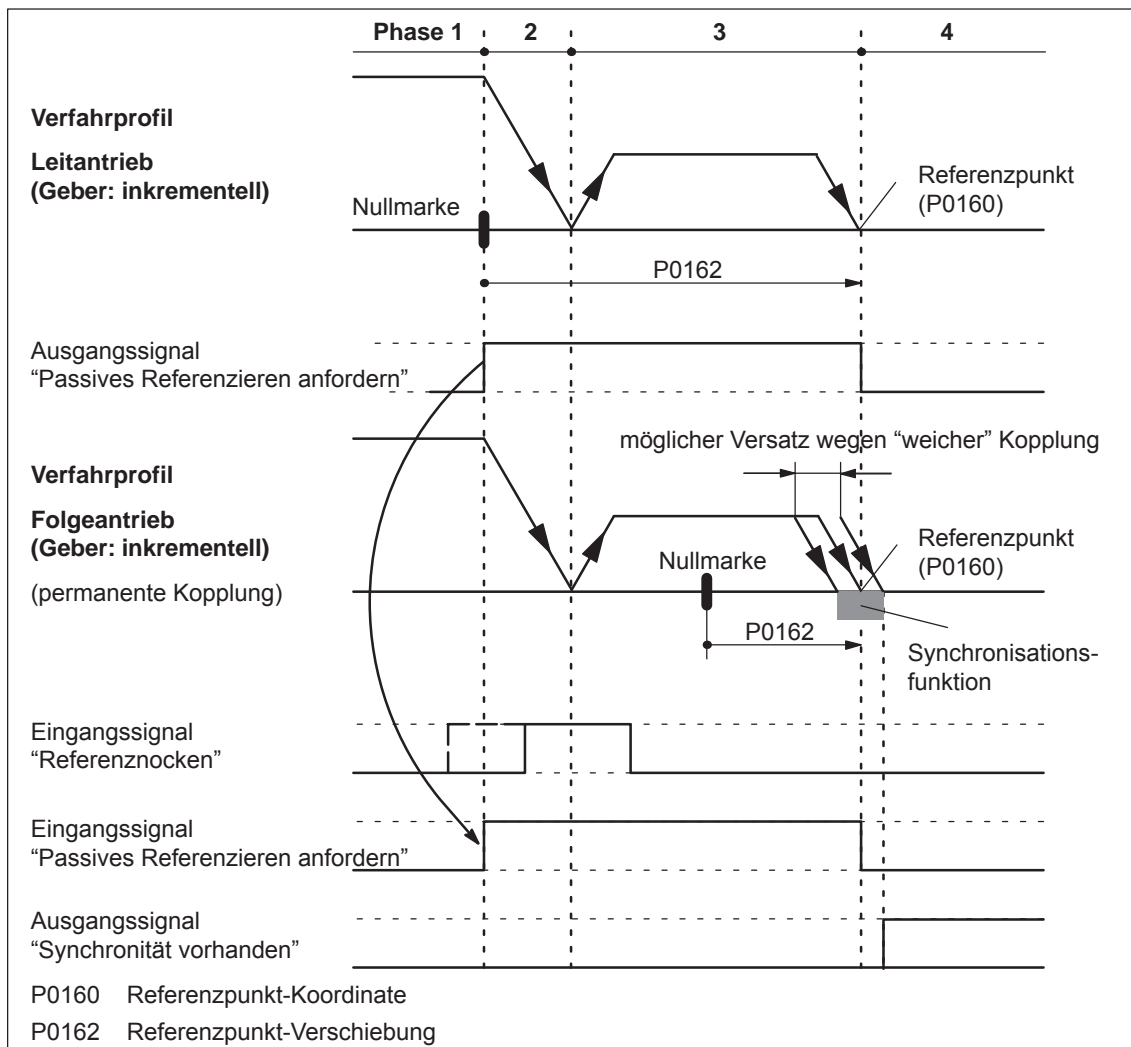 Phase 1 2 3 4
Verfahrprofil
Leitantrieb
(Geber: inkrementell)
Nullmarke
Referenzpunkt
(P0160)
P0162
Ausgangssignal
“Passives Referenzieren anfordern”
möglicher Versatz wegen “weicher” Kopplung
Verfahrprofil
Folgeantrieb
(Geber: inkrementell)
(permanente Kopplung)
Nullmarke
Referenzpunkt
(P0160)
P0162
Synchronisations-
funktion
Eingangssignal
“Referenznocken”
Eingangssignal
“Passives Referenzieren anfordern”
Ausgangssignal
“Synchronität vorhanden”
P0160 Referenzpunkt-Koordinate
P0162 Referenzpunkt-Verschiebung